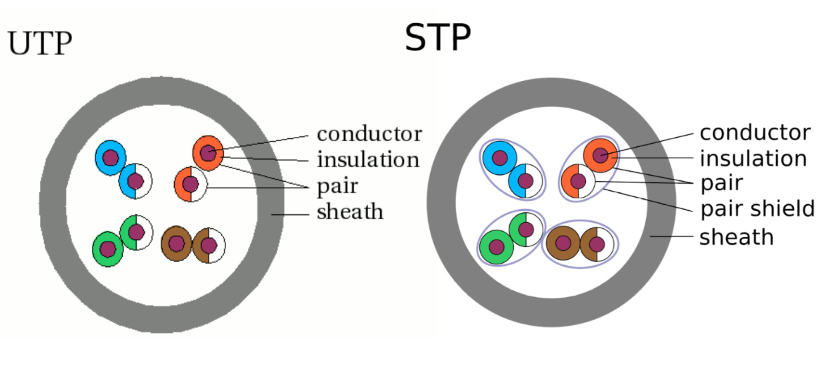 UTP
conductor
insulation
pair
sheath
STP
conductor
insulation
pair
pair shield
sheath